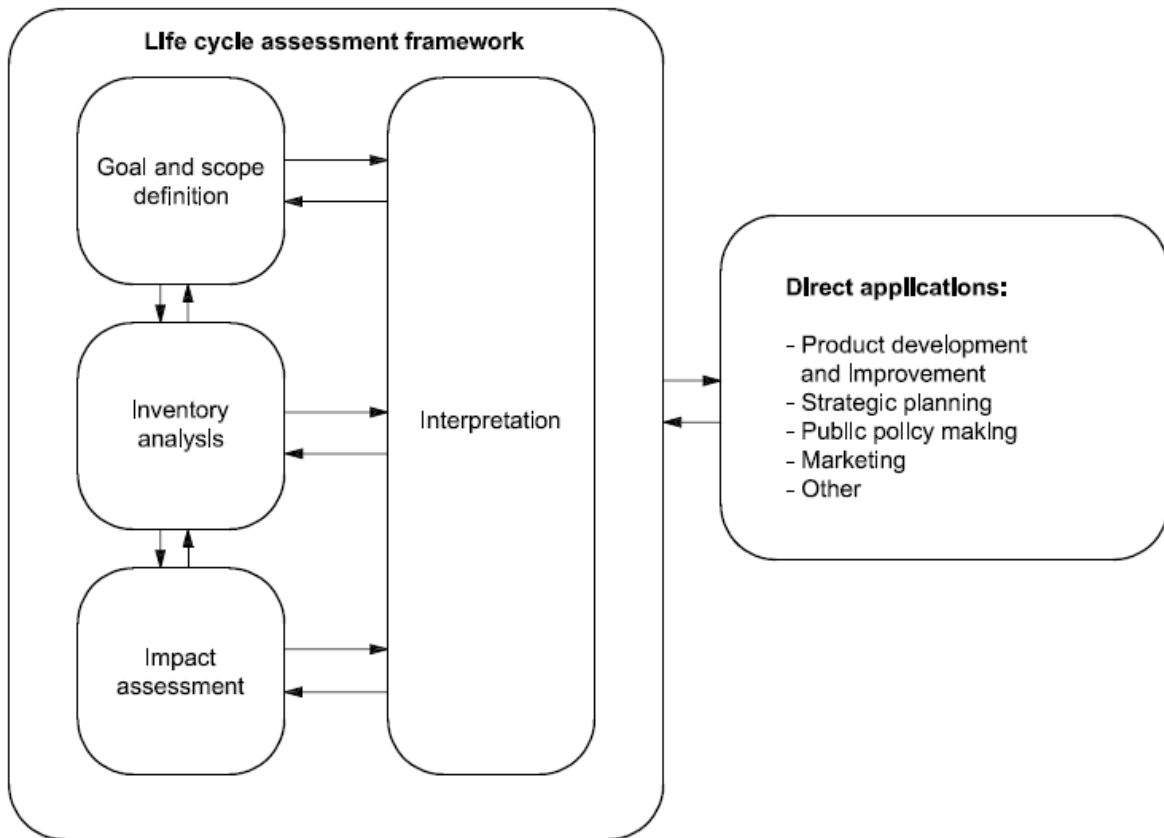 Life cycle assessment framework
Goal and scope
definition
Inventory
analysis
Impact
assessment
Interpretation
Direct applications:
- Product development
and Improvement
- Strategic planning
- Public policy making
- Marketing
- Other